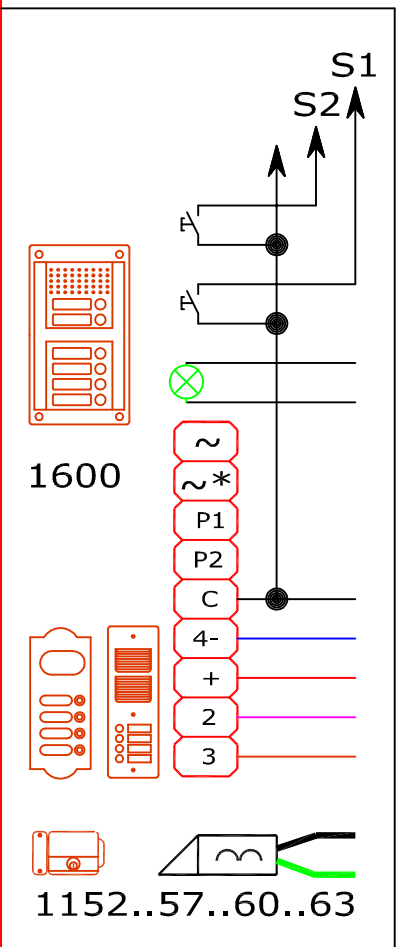 S1
S2
1600
~
~*
P1
P2
C
4-
+
2
3
1152..57..60..63